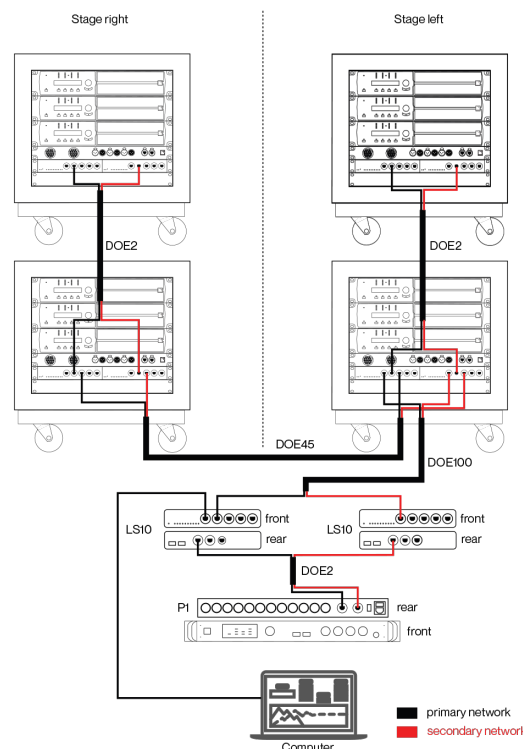 Stage right
Stage left
DOE2
DOE2
DOE45
DOE100
LS10
front
rear
LS10
front
rear
DOE2
P1
rear
front
Computer
primary network
secondary network